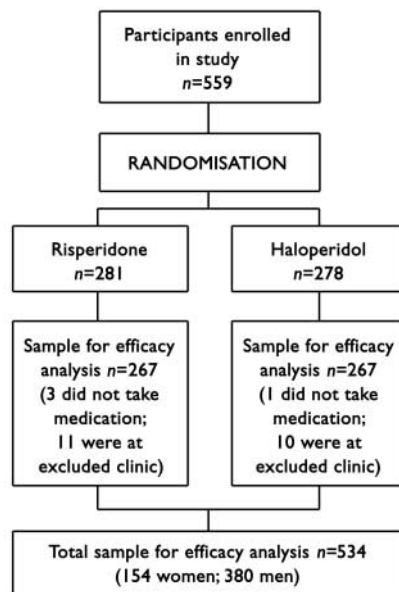 Participants enrolled
in study
n=559
RANDOMISATION
Risperidone
n=281
Haloperidol
n=278
Sample for efficacy
analysis n=267
(3 did not take
medication;
11 were at
excluded clinic)
Sample for efficacy
analysis n=267
(1 did not take
medication;
10 were at
excluded clinic)
Total sample for efficacy analysis n=534
(154 women; 380 men)